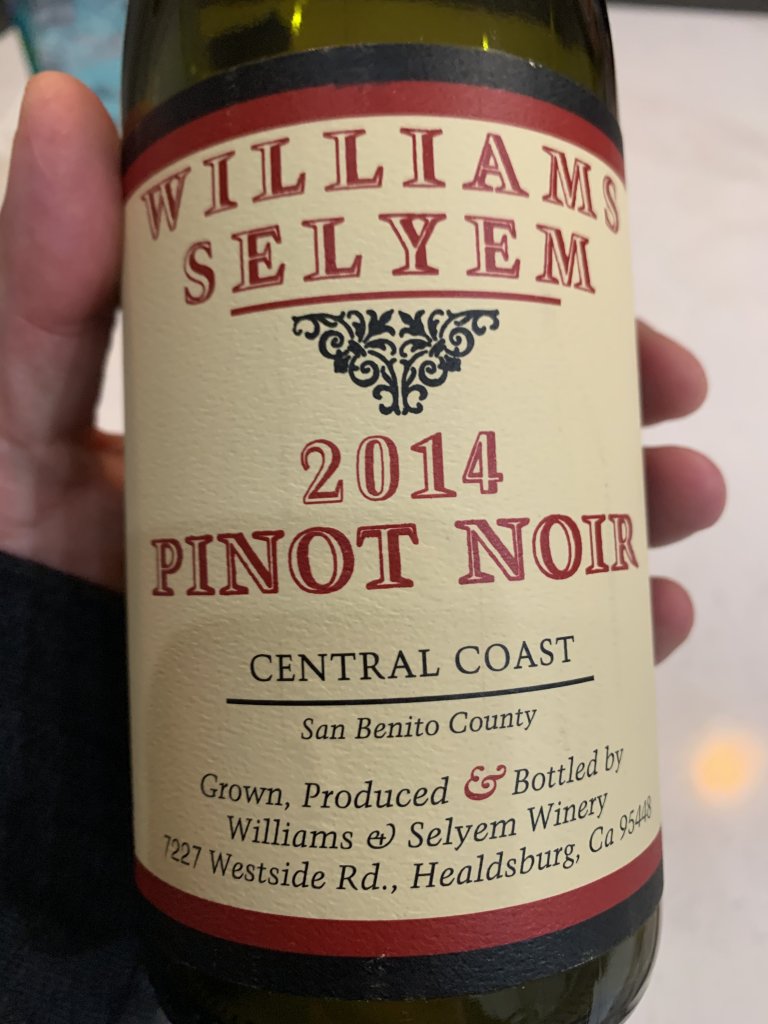 WILLIAMS
SELYEM
2014
PINOT NOIR
CENTRAL COAST
San Benito County
Grown, Produced & Bottled by
Williams & Selyem Winery
7227 Westside Rd., Healdsburg, Ca 95448